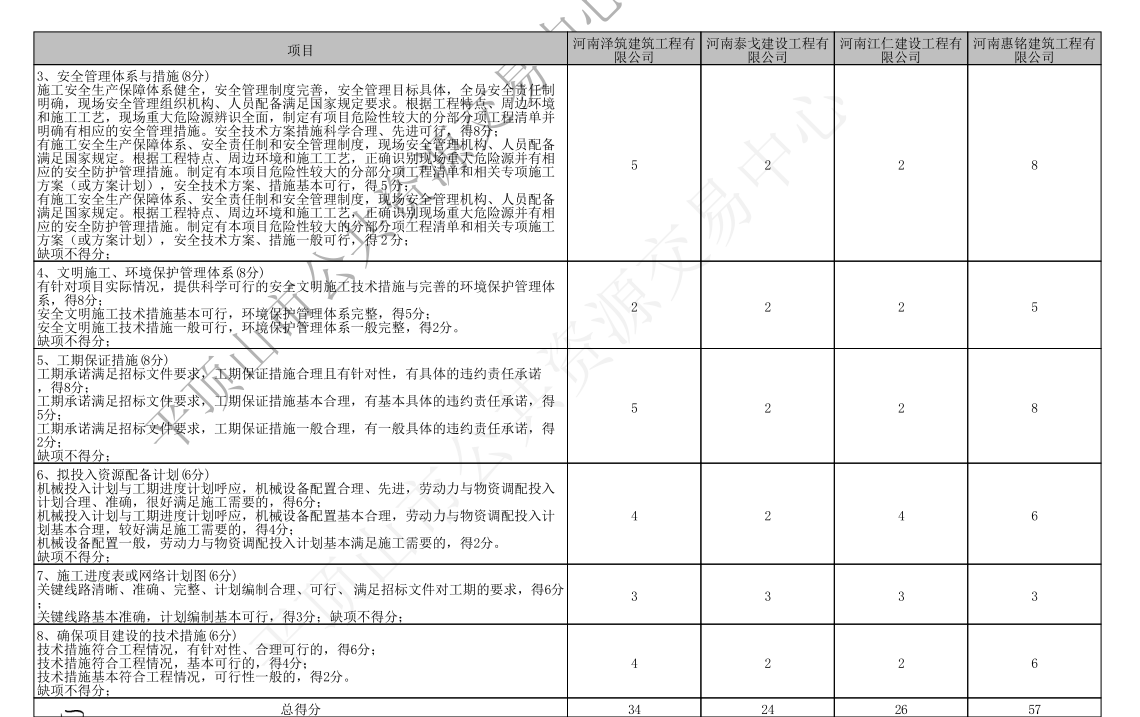 项目
河南泽筑建筑工程有限公司
河南泰戈建设工程有限公司
河南江仁建设工程有限公司
河南惠铭建筑工程有限公司
3、安全管理体系与措施(8分)
施工安全生产保障体系健全，安全管理制度完善，安全管理目标具体，全员安全责任制
明确，现场安全管理组织机构、人员配备满足国家规定要求。根据工程特点、周边环境
和施工工艺，现场重大危险源辨识全面，制定有项目危险性较大的分部分项工程清单并
明确有相应的安全管理措施。安全技术方案措施科学合理、先进可行，得8分；
有施工安全生产保障体系、安全责任制和安全管理制度，现场安全管理机构、人员配备
满足国家规定。根据工程特点、周边环境和施工工艺，正确识别现场重大危险源并有相
应的安全防护管理措施。制定有本项目危险性较大的分部分项工程清单和相关专项施工
方案（或方案计划），安全技术方案、措施基本可行，得５分；
有施工安全生产保障体系、安全责任制和安全管理制度，现场安全管理机构、人员配备
满足国家规定。根据工程特点、周边环境和施工工艺，正确识别现场重大危险源并有相
应的安全防护管理措施。制定有本项目危险性较大的分部分项工程清单和相关专项施工
方案（或方案计划），安全技术方案、措施一般可行，得２分；
缺项不得分；
5 2 2 8
4、文明施工、环境保护管理体系(8分)
有针对项目实际情况，提供科学可行的安全文明施工技术措施与完善的环境保护管理体
系，得8分；
安全文明施工技术措施基本可行，环境保护管理体系完整，得5分；
安全文明施工技术措施一般可行，环境保护管理体系一般完整，得2分。
缺项不得分；
2 2 2 5
5、工期保证措施(8分)
工期承诺满足招标文件要求，工期保证措施合理且有针对性，有具体的违约责任承诺
，得8分；
工期承诺满足招标文件要求，工期保证措施基本合理，有基本具体的违约责任承诺，得
5分；
工期承诺满足招标文件要求，工期保证措施一般合理，有一般具体的违约责任承诺，得
2分；
缺项不得分；
5 2 2 8
6、拟投入资源配备计划(6分)
机械投入计划与工期进度计划呼应，机械设备配置合理、先进，劳动力与物资调配投入
计划合理、准确，很好满足施工需要的，得6分；
机械投入计划与工期进度计划呼应，机械设备配置基本合理，劳动力与物资调配投入计
划基本合理，较好满足施工需要的，得4分；
机械设备配置一般，劳动力与物资调配投入计划基本满足施工需要的，得2分。
缺项不得分；
4 2 4 6
7、施工进度表或网络计划图(6分)
关键线路清晰、准确、完整、计划编制合理、可行、 满足招标文件对工期的要求，得6分
；
关键线路基本准确，计划编制基本可行，得3分；缺项不得分；
3 3 3 3
8、确保项目建设的技术措施(6分)
技术措施符合工程情况，有针对性、合理可行的，得6分；
技术措施符合工程情况，基本可行的，得4分；
技术措施基本符合工程情况，可行性一般的，得2分。
缺项不得分；
4 2 2 6
总得分 34 24 26 57
平顶山市公共资源交易中心
平顶山市公共资源交易中心